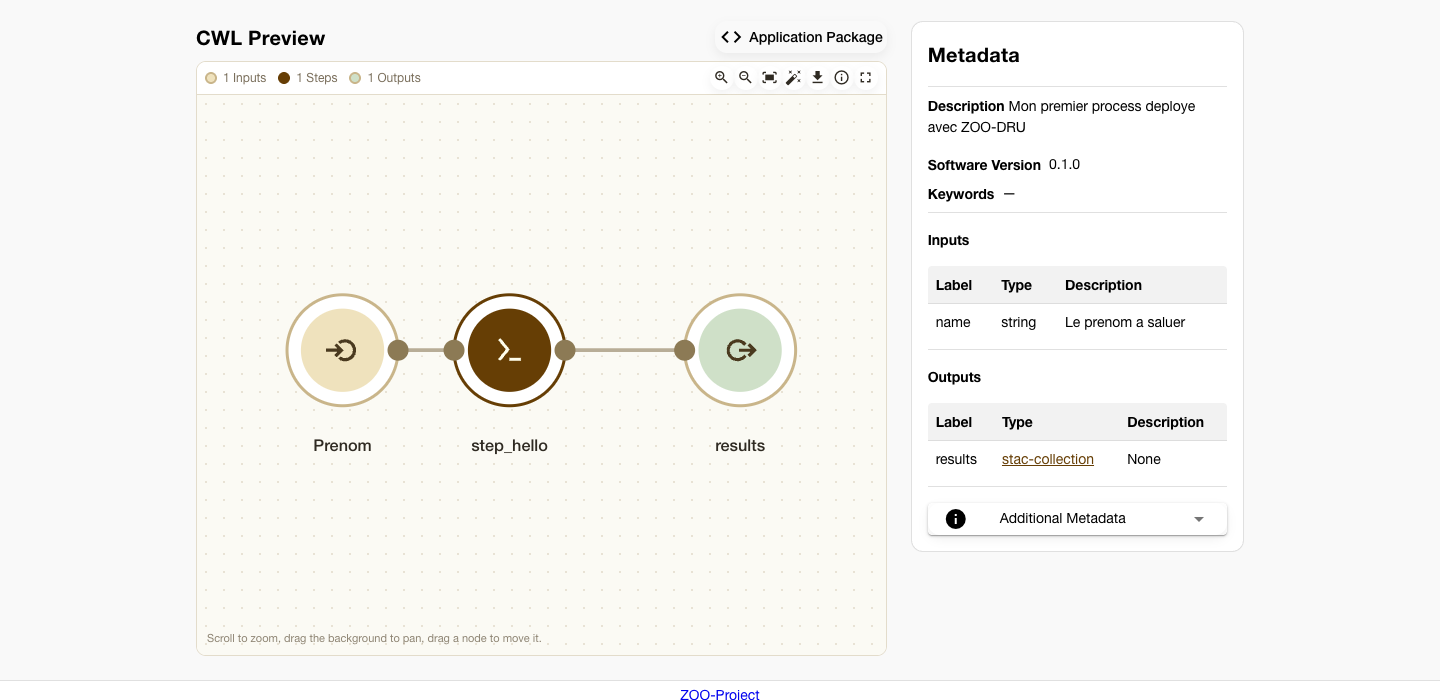 CWL Preview
Application Package
1 Inputs 1 Steps 1 Outputs
Prenom
step_hello
results
Scroll to zoom, drag the background to pan, drag a node to move it.
Metadata
Description Mon premier process deploye
avec ZOO-DRU
Software Version 0.1.0
Keywords —
Inputs
Label Type Description
name string Le prenom a saluer
Outputs
Label Type Description
results stac-collection None
Additional Metadata
ZOO-Project